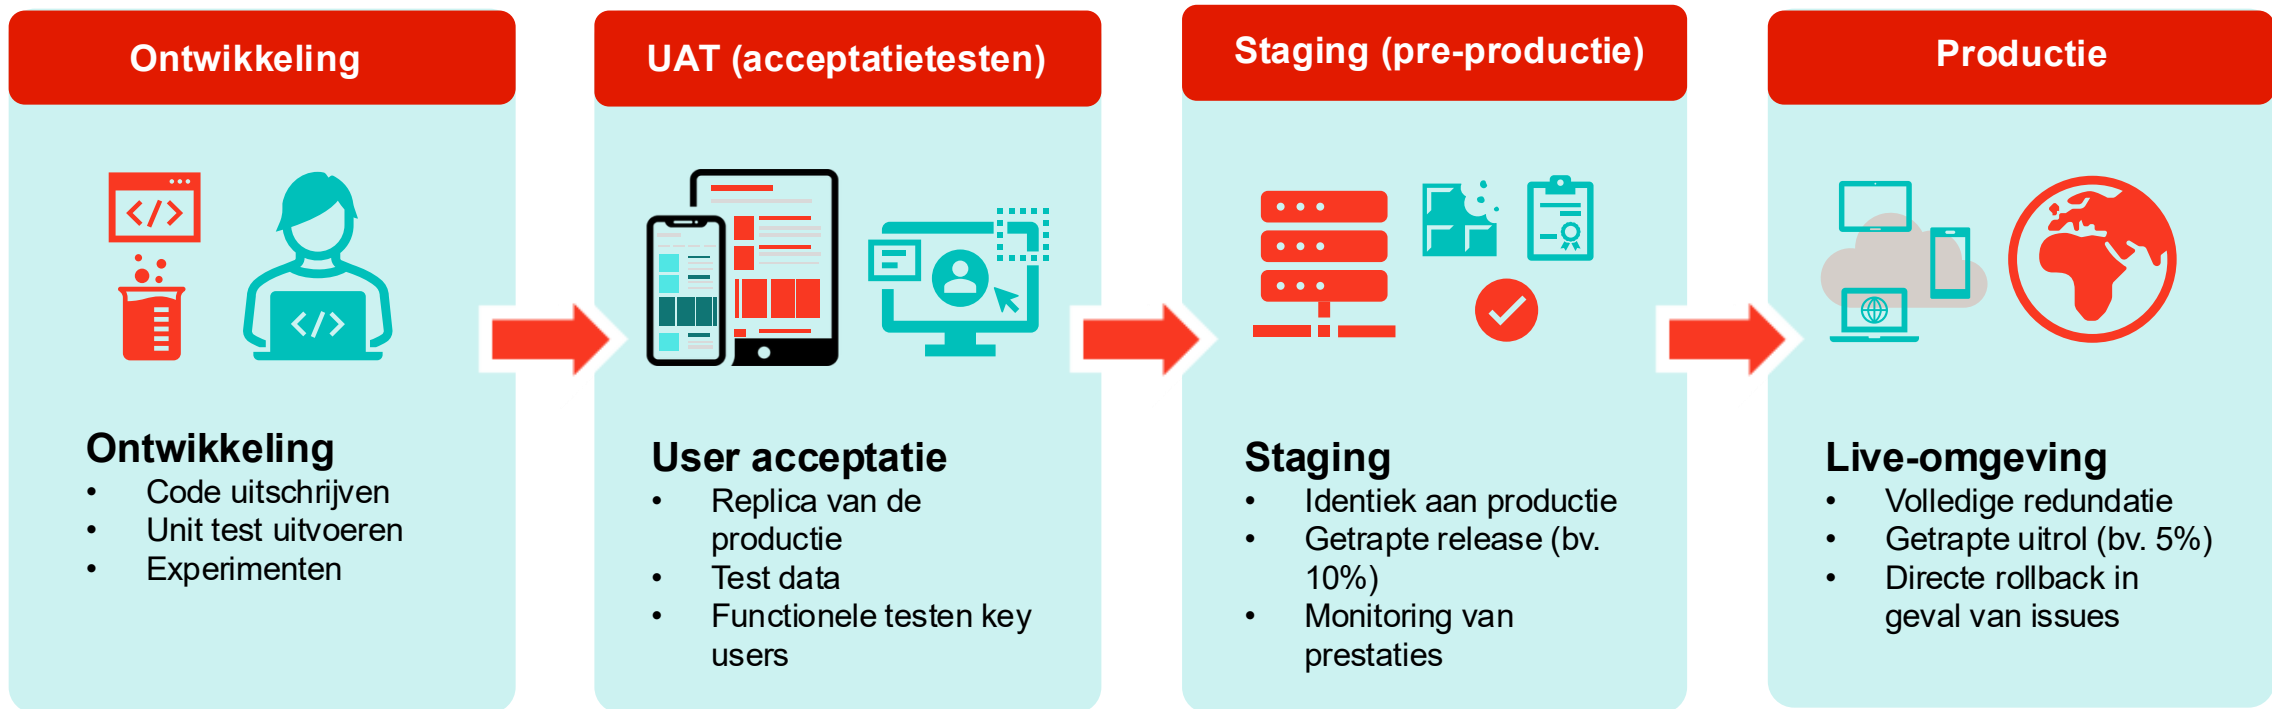 Ontwikkeling
</>
</>
Ontwikkeling
• Code uitschrijven
• Unit test uitvoeren
• Experimenten
UAT (acceptatietesten)
User acceptatie
• Replica van de
productie
• Test data
• Functionele testen key
users
Staging (pre-productie)
Staging
• Identiek aan productie
• Getrapte release (bv.
10%)
• Monitoring van
prestaties
Productie
Live-omgeving
• Volledige redundatie
• Getrapte uitrol (bv. 5%)
• Directe rollback in
geval van issues